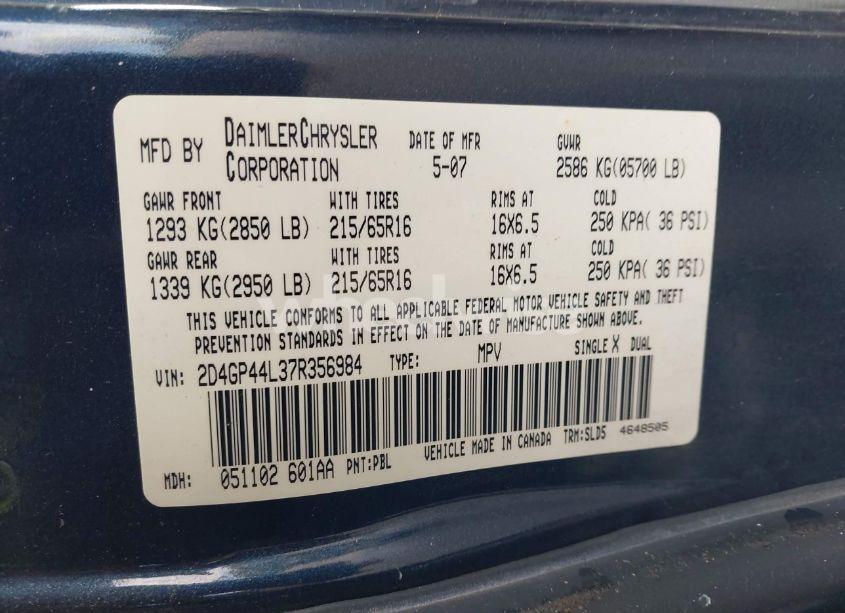 MFD BY DAIMLERCHRYSLER CORPORATION DATE OF MFR 5-07 GVWR 2586 KG(05700 LB)
GAWR FRONT WITH TIRES RIMS AT COLD
1293 KG(2850 LB) 215/65R16 16X6.5 250 KPA( 36 PSI)
GAWR REAR WITH TIRES RIMS AT COLD
1339 KG(2950 LB) 215/65R16 16X6.5 250 KPA( 36 PSI)
THIS VEHICLE CONFORMS TO ALL APPLICABLE FEDERAL MOTOR VEHICLE SAFETY AND THEFT
PREVENTION STANDARDS IN EFFECT ON THE DATE OF MANUFACTURE SHOWN ABOVE.
VIN: 2D4GP44L37R356984 TYPE: MPV SINGLE X DUAL
MDH: 051102 601AA PNT:PBL VEHICLE MADE IN CANADA TRM:SLD5 4648505